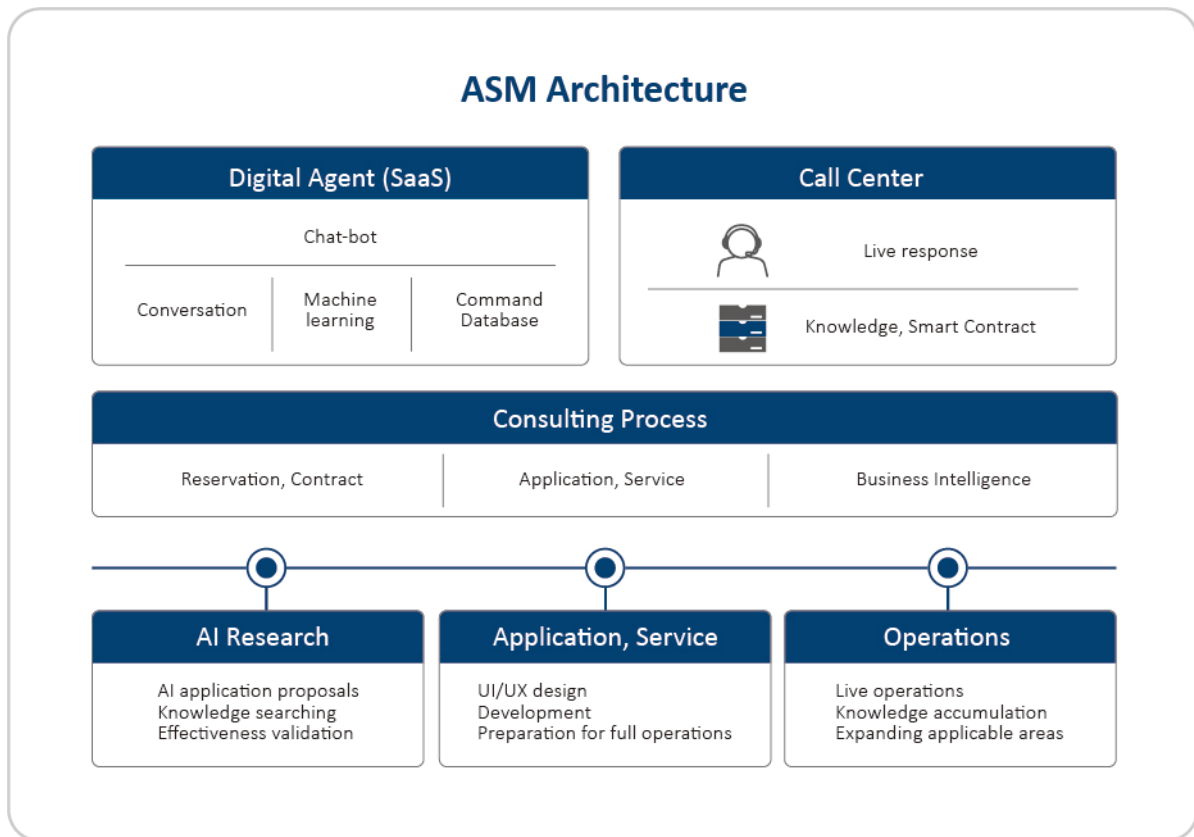 ASM Architecture
Digital Agent (SaaS)
Chat-bot
Conversation
Machine
learning
Command
Database
Call Center
Live response
Knowledge, Smart Contract
Consulting Process
Reservation, Contract
Application, Service
Business Intelligence
AI Research
AI application proposals
Knowledge searching
Effectiveness validation
Application, Service
UI/UX design
Development
Preparation for full operations
Operations
Live operations
Knowledge accumulation
Expanding applicable areas